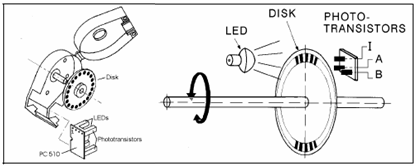 Disk
LEDs
Phototransistors
PC 510
LED
DISK
PHOTO-
TRANSISTORS
I
A
B